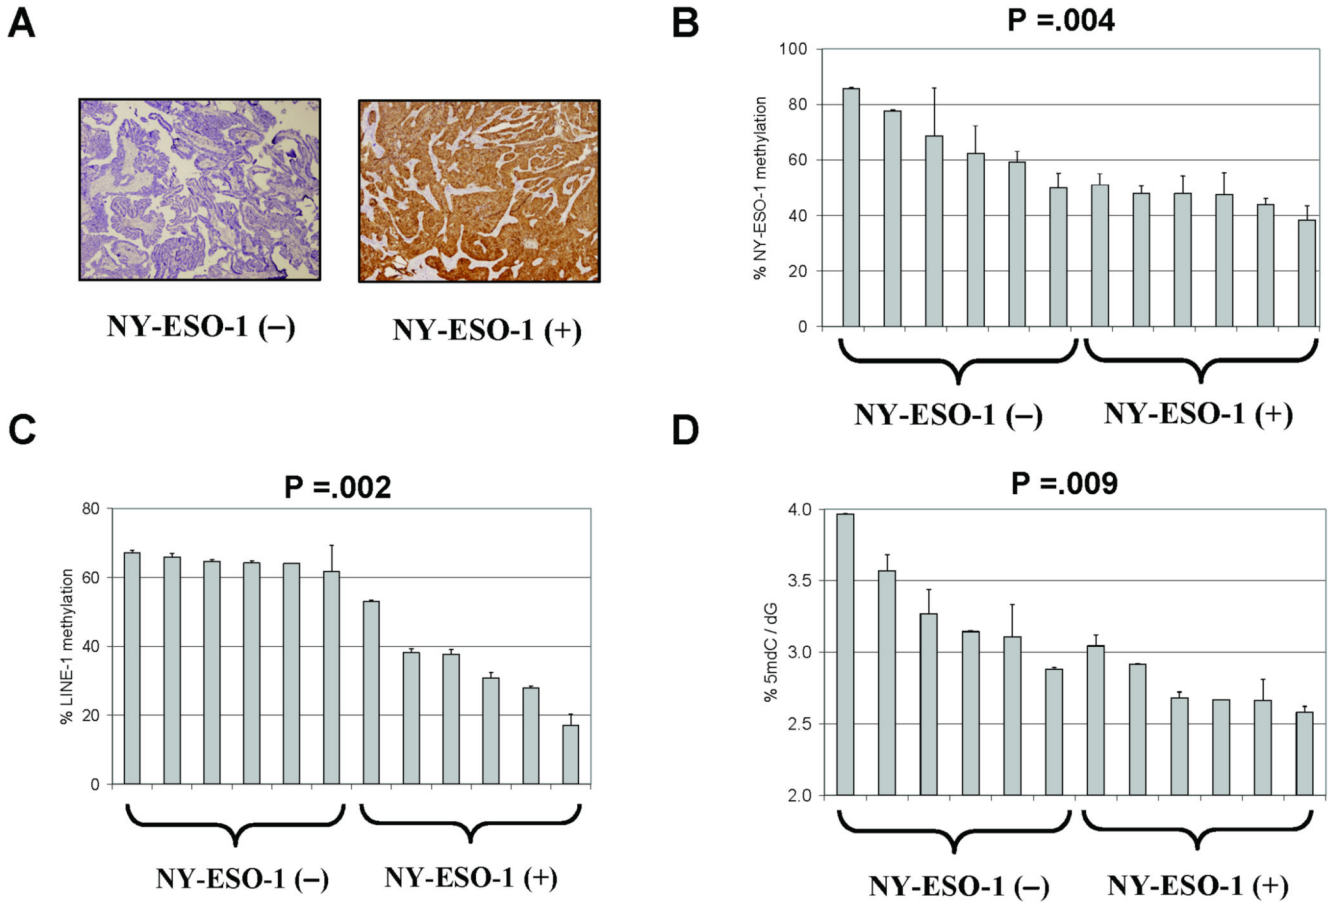 A
NY-ESO-1 (–)
NY-ESO-1 (+)
B
P =.004
% NY-ESO-1 methylation
100
80
60
40
20
0
NY-ESO-1 (–)
NY-ESO-1 (+)
C
P =.002
% LINE-1 methylation
80
60
40
20
0
NY-ESO-1 (–)
NY-ESO-1 (+)
D
P =.009
% 5mdC / dG
4.0
3.5
3.0
2.5
2.0
NY-ESO-1 (–)
NY-ESO-1 (+)